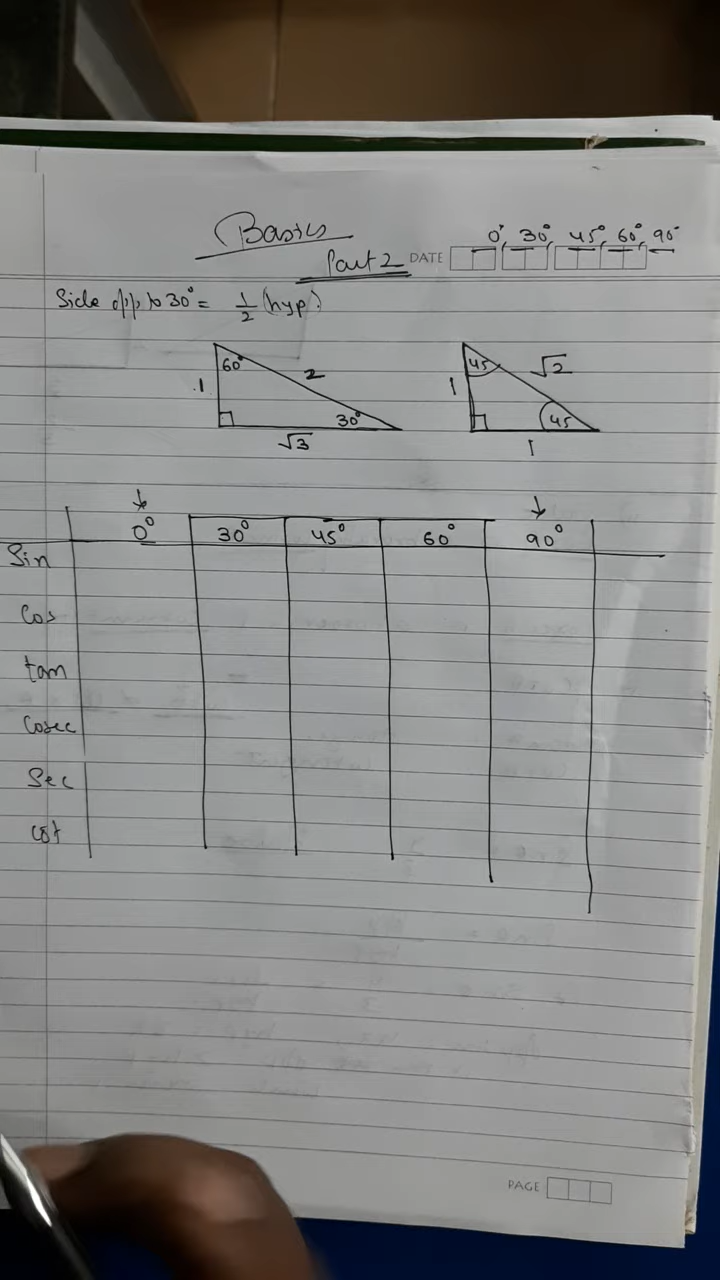 Basics
Part 2 DATE 0°, 30°, 45°, 60°, 90°
Side opp to 30° = 1/2 (hyp)
60° 2 45 √2
1 1
30° 45
√3 1
0° 30° 45° 60° 90°
Sin
Cos
tan
Cosec
Sec
cot
PAGE